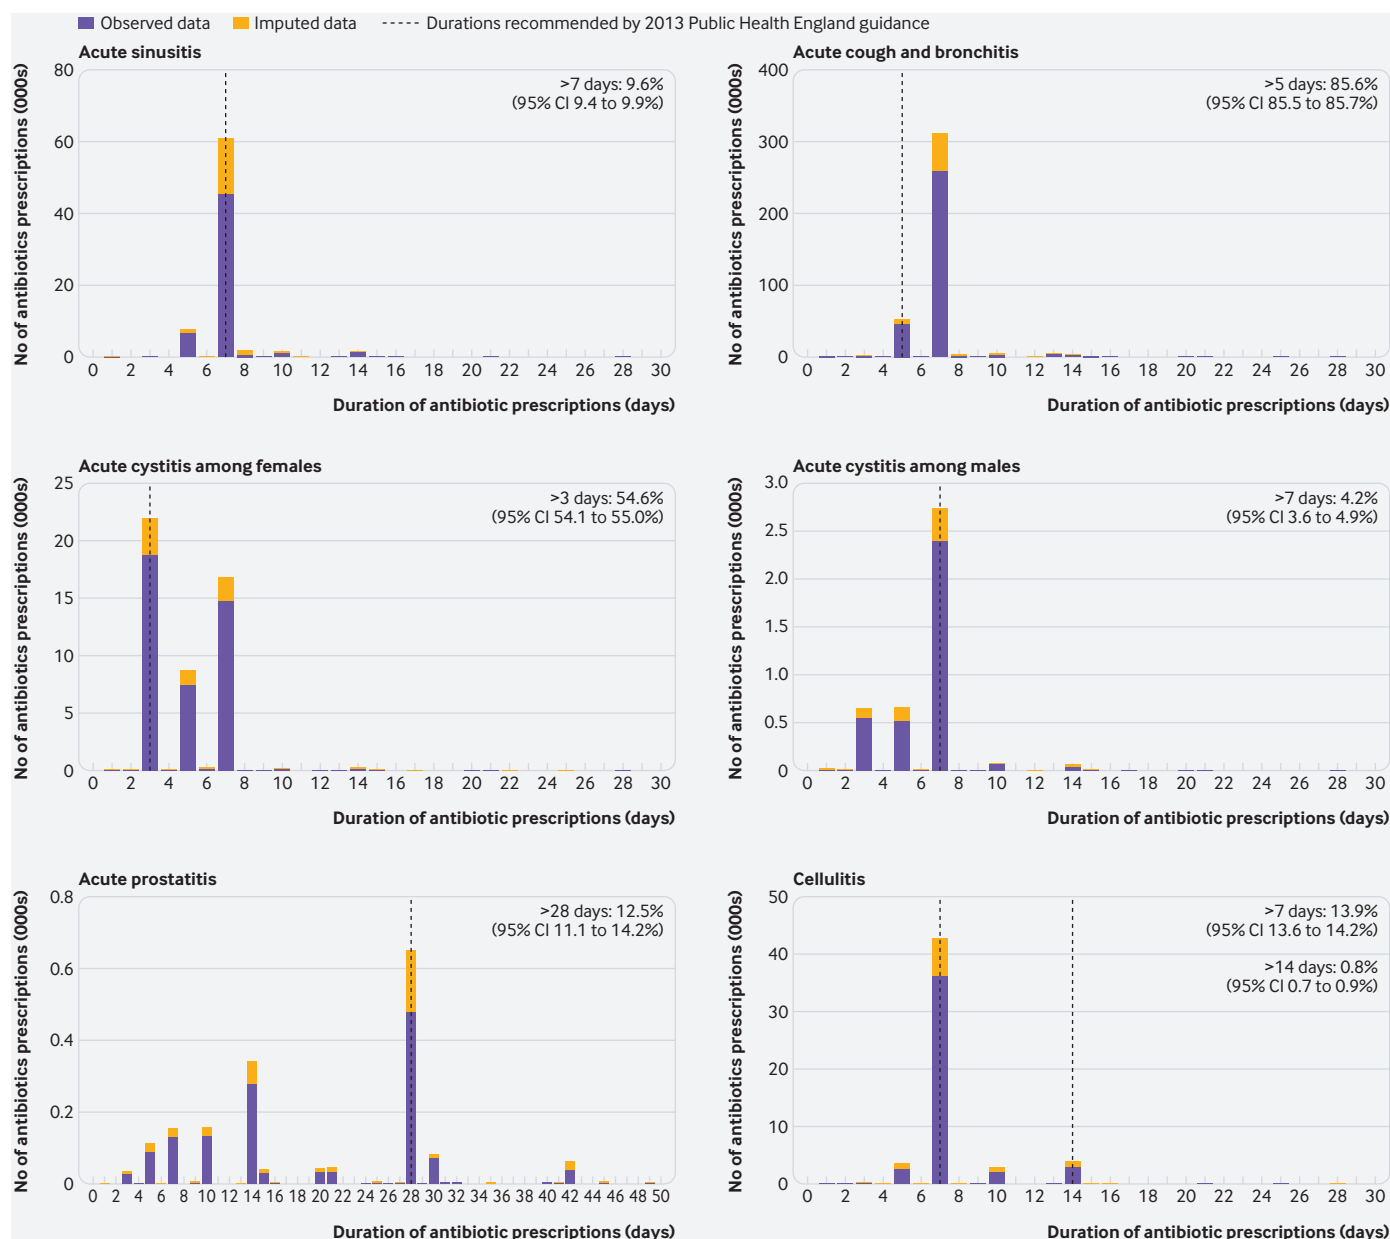 Observed data Imputed data Durations recommended by 2013 Public Health England guidance
Acute sinusitis
No of antibiotics prescriptions (000s)
80
60
40
20
0
>7 days: 9.6%
(95% CI 9.4 to 9.9%)
0 2 4 6 8 10 12 14 16 18 20 22 24 26 28 30
Duration of antibiotic prescriptions (days)
Acute cough and bronchitis
No of antibiotics prescriptions (000s)
400
300
200
100
0
>5 days: 85.6%
(95% CI 85.5 to 85.7%)
0 2 4 6 8 10 12 14 16 18 20 22 24 26 28 30
Duration of antibiotic prescriptions (days)
Acute cystitis among females
No of antibiotics prescriptions (000s)
25
20
15
10
5
0
>3 days: 54.6%
(95% CI 54.1 to 55.0%)
0 2 4 6 8 10 12 14 16 18 20 22 24 26 28 30
Duration of antibiotic prescriptions (days)
Acute cystitis among males
No of antibiotics prescriptions (000s)
3.0
2.5
2.0
1.5
1.0
0.5
0
>7 days: 4.2%
(95% CI 3.6 to 4.9%)
0 2 4 6 8 10 12 14 16 18 20 22 24 26 28 30
Duration of antibiotic prescriptions (days)
Acute prostatitis
No of antibiotics prescriptions (000s)
0.8
0.6
0.4
0.2
0
>28 days: 12.5%
(95% CI 11.1 to 14.2%)
0 2 4 6 8 10 12 14 16 18 20 22 24 26 28 30 32 34 36 38 40 42 44 46 48 50
Duration of antibiotic prescriptions (days)
Cellulitis
No of antibiotics prescriptions (000s)
50
40
30
20
10
0
>7 days: 13.9%
(95% CI 13.6 to 14.2%)
>14 days: 0.8%
(95% CI 0.7 to 0.9%)
0 2 4 6 8 10 12 14 16 18 20 22 24 26 28 30
Duration of antibiotic prescriptions (days)